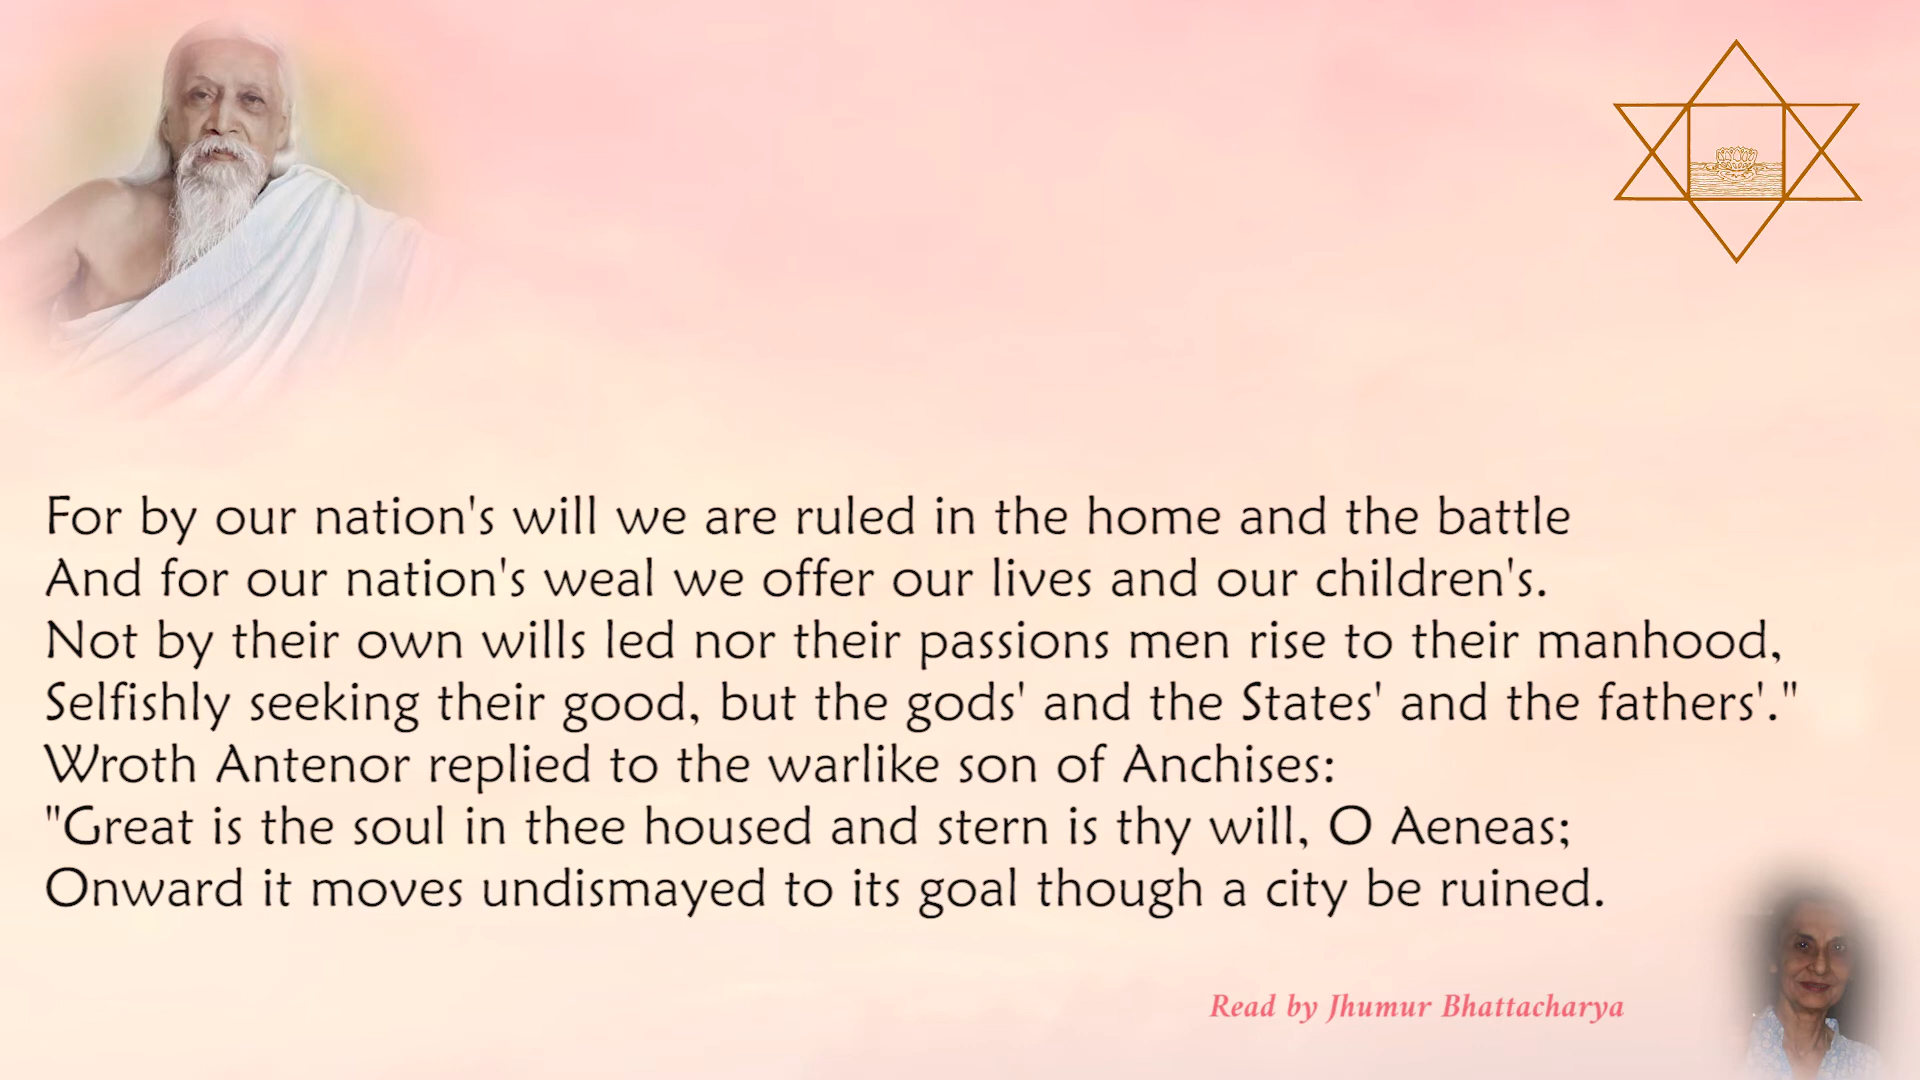 For by our nation's will we are ruled in the home and the battle
And for our nation's weal we offer our lives and our children's.
Not by their own wills led nor their passions men rise to their manhood,
Selfishly seeking their good, but the gods' and the States' and the fathers'."
Wroth Antenor replied to the warlike son of Anchises:
"Great is the soul in thee housed and stern is thy will, O Aeneas;
Onward it moves undismayed to its goal though a city be ruined.
Read by Jhumur Bhattacharya